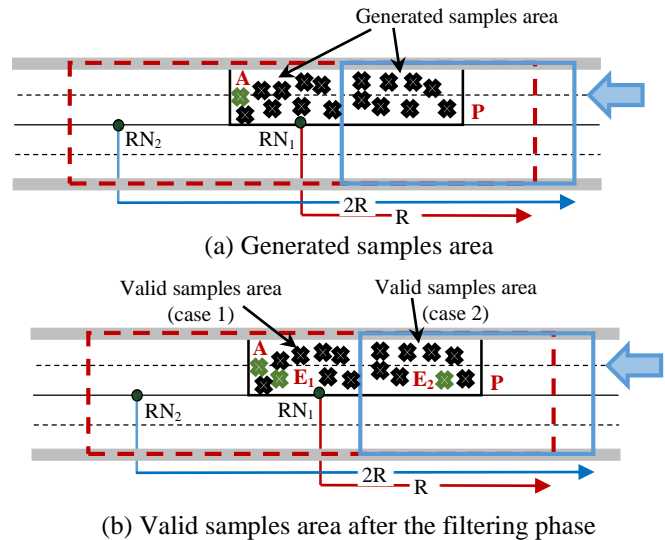 Generated samples area
A
P
RN₂
RN₁
2R
R
(a) Generated samples area
Valid samples area
(case 1)
Valid samples area
(case 2)
A
E₁
E₂
P
RN₂
RN₁
2R
R
(b) Valid samples area after the filtering phase